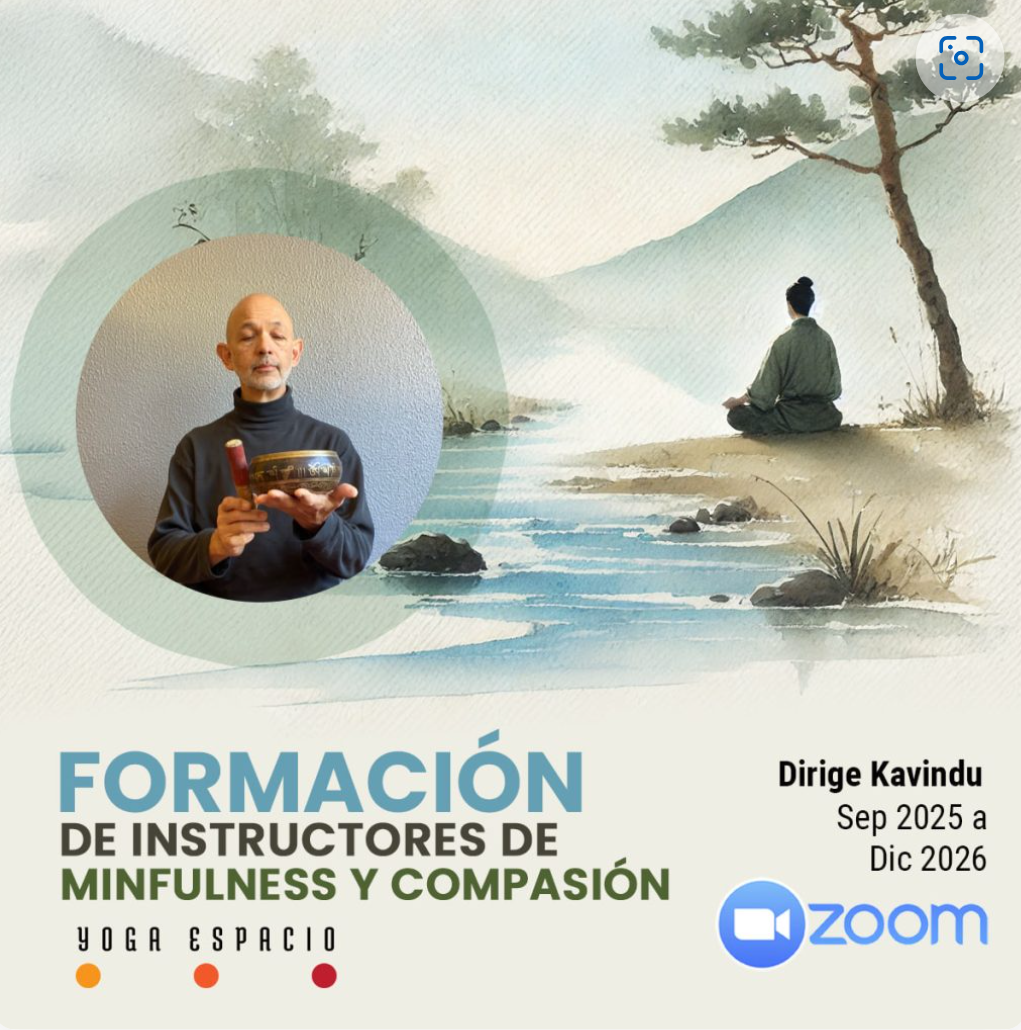 FORMACIÓN
DE INSTRUCTORES DE
MINFULNESS Y COMPASIÓN
YOGA ESPACIO
Dirige Kavindu
Sep 2025 a
Dic 2026
zoom